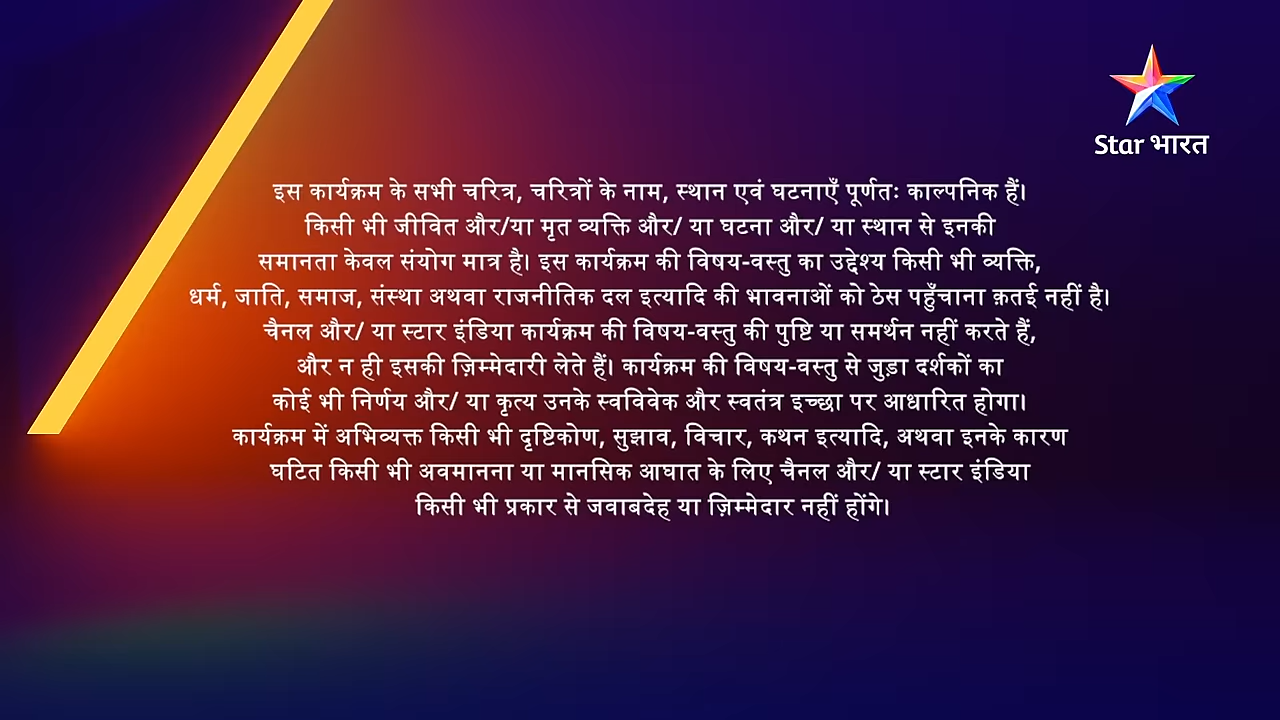 Star भारत
इस कार्यक्रम के सभी चरित्र, चरित्रों के नाम, स्थान एवं घटनाएँ पूर्णतः काल्पनिक हैं।
किसी भी जीवित और/या मृत व्यक्ति और/ या घटना और/ या स्थान से इनकी
समानता केवल संयोग मात्र है। इस कार्यक्रम की विषय-वस्तु का उद्देश्य किसी भी व्यक्ति,
धर्म, जाति, समाज, संस्था अथवा राजनीतिक दल इत्यादि की भावनाओं को ठेस पहुँचाना क़तई नहीं है।
चैनल और/ या स्टार इंडिया कार्यक्रम की विषय-वस्तु की पुष्टि या समर्थन नहीं करते हैं,
और न ही इसकी ज़िम्मेदारी लेते हैं। कार्यक्रम की विषय-वस्तु से जुड़ा दर्शकों का
कोई भी निर्णय और/ या कृत्य उनके स्वविवेक और स्वतंत्र इच्छा पर आधारित होगा।
कार्यक्रम में अभिव्यक्त किसी भी दृष्टिकोण, सुझाव, विचार, कथन इत्यादि, अथवा इनके कारण
घटित किसी भी अवमानना या मानसिक आघात के लिए चैनल और/ या स्टार इंडिया
किसी भी प्रकार से जवाबदेह या ज़िम्मेदार नहीं होंगे।